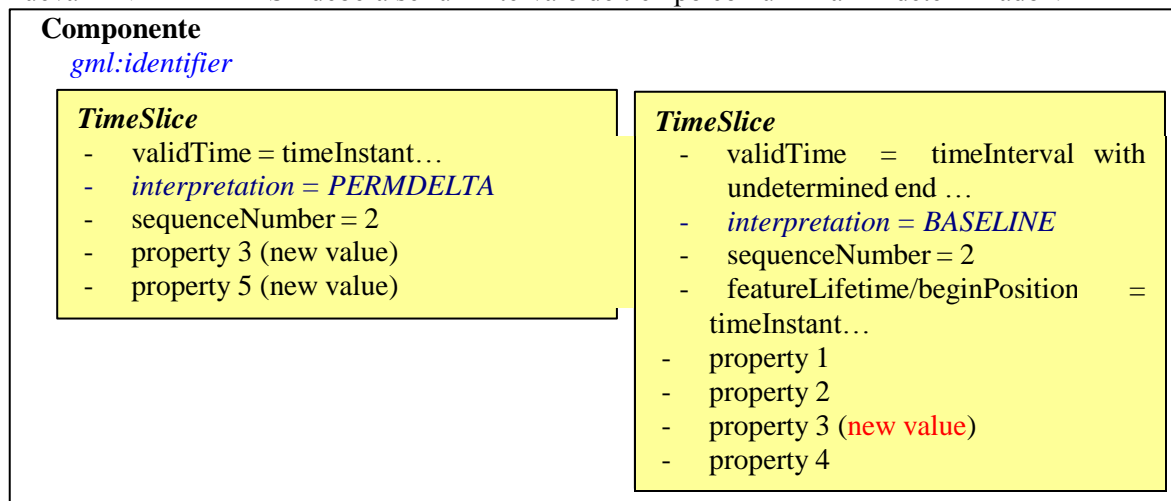 Componente
gml:identifier
TimeSlice
- validTime = timeInstant…
- interpretation = PERMDELTA
- sequenceNumber = 2
- property 3 (new value)
- property 5 (new value)
TimeSlice
- validTime = timeInterval with
undetermined end …
- interpretation = BASELINE
- sequenceNumber = 2
- featureLifetime/beginPosition =
timeInstant…
- property 1
- property 2
- property 3 (new value)
- property 4